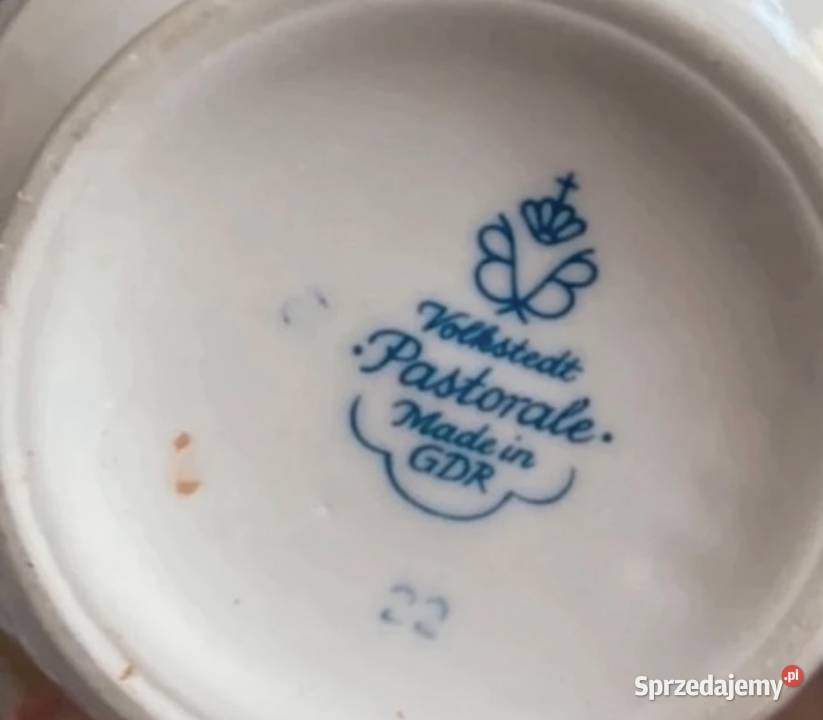 Volkstedt
·Pastorale·
Made in
GDR
22
Sprzedajemy.pl